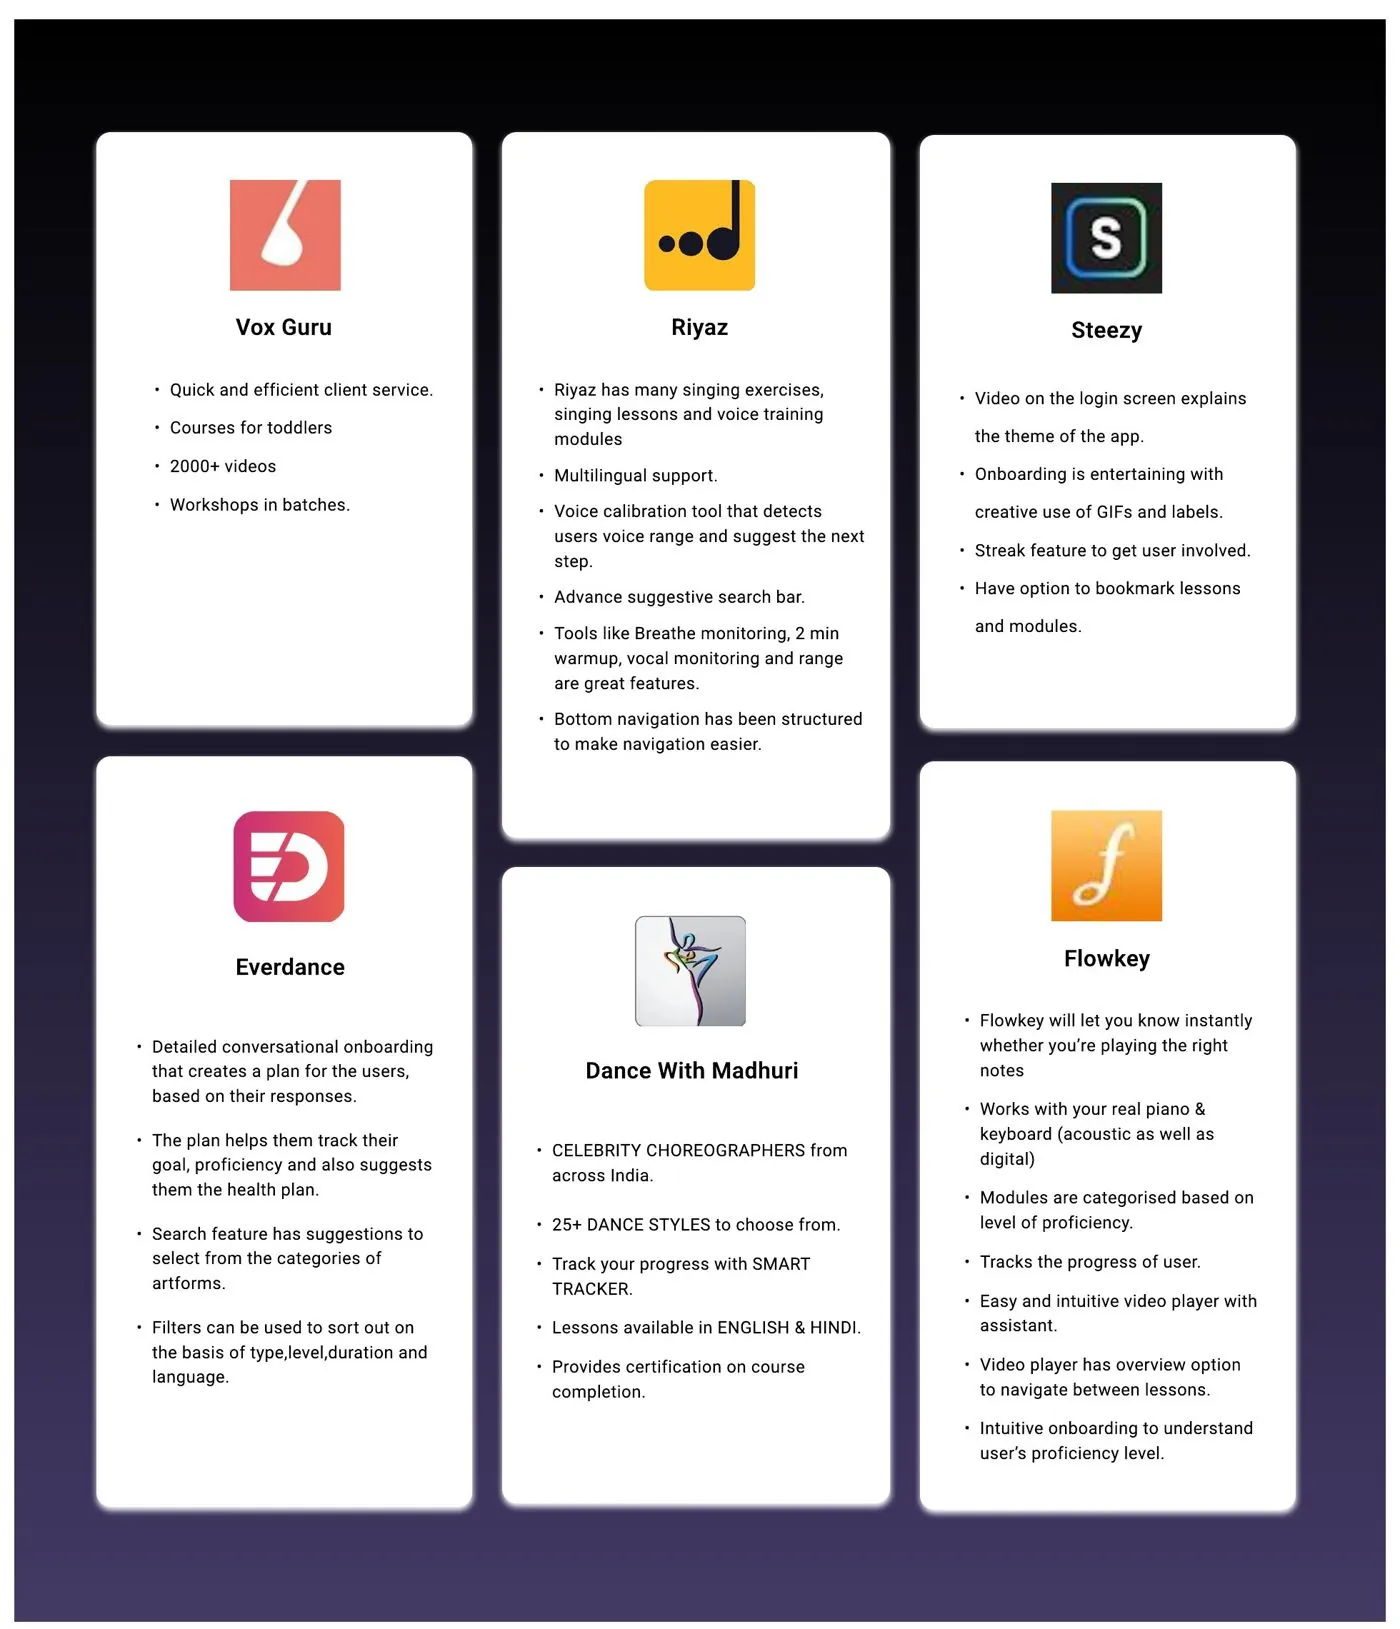 Vox Guru
• Quick and efficient client service.
• Courses for toddlers
• 2000+ videos
• Workshops in batches.
Riyaz
• Riyaz has many singing exercises,
singing lessons and voice training
modules
• Multilingual support.
• Voice calibration tool that detects
users voice range and suggest the next
step.
• Advance suggestive search bar.
• Tools like Breathe monitoring, 2 min
warmup, vocal monitoring and range
are great features.
• Bottom navigation has been structured
to make navigation easier.
S
Steezy
• Video on the login screen explains
the theme of the app.
• Onboarding is entertaining with
creative use of GIFs and labels.
• Streak feature to get user involved.
• Have option to bookmark lessons
and modules.
ED
Everdance
• Detailed conversational onboarding
that creates a plan for the users,
based on their responses.
• The plan helps them track their
goal, proficiency and also suggests
them the health plan.
• Search feature has suggestions to
select from the categories of
artforms.
• Filters can be used to sort out on
the basis of type,level,duration and
language.
Dance With Madhuri
• CELEBRITY CHOREOGRAPHERS from
across India.
• 25+ DANCE STYLES to choose from.
• Track your progress with SMART
TRACKER.
• Lessons available in ENGLISH & HINDI.
• Provides certification on course
completion.
f
Flowkey
• Flowkey will let you know instantly
whether you’re playing the right
notes
• Works with your real piano &
keyboard (acoustic as well as
digital)
• Modules are categorised based on
level of proficiency.
• Tracks the progress of user.
• Easy and intuitive video player with
assistant.
• Video player has overview option
to navigate between lessons.
• Intuitive onboarding to understand
user’s proficiency level.